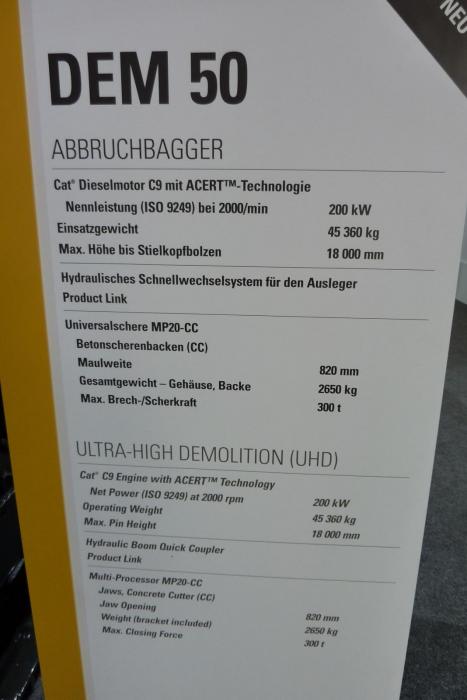 NEU
DEM 50
ABBRUCHBAGGER
Cat® Dieselmotor C9 mit ACERT™-Technologie
Nennleistung (ISO 9249) bei 2000/min 200 kW
Einsatzgewicht 45 360 kg
Max. Höhe bis Stielkopfbolzen 18 000 mm
Hydraulisches Schnellwechselsystem für den Ausleger
Product Link
Universalschere MP20-CC
Betonscherenbacken (CC)
Maulweite 820 mm
Gesamtgewicht – Gehäuse, Backe 2650 kg
Max. Brech-/Scherkraft 300 t
ULTRA-HIGH DEMOLITION (UHD)
Cat® C9 Engine with ACERT™ Technology
Net Power (ISO 9249) at 2000 rpm 200 kW
Operating Weight 45 360 kg
Max. Pin Height 18 000 mm
Hydraulic Boom Quick Coupler
Product Link
Multi-Processor MP20-CC
Jaws, Concrete Cutter (CC)
Jaw Opening 820 mm
Weight (bracket included) 2650 kg
Max. Closing Force 300 t